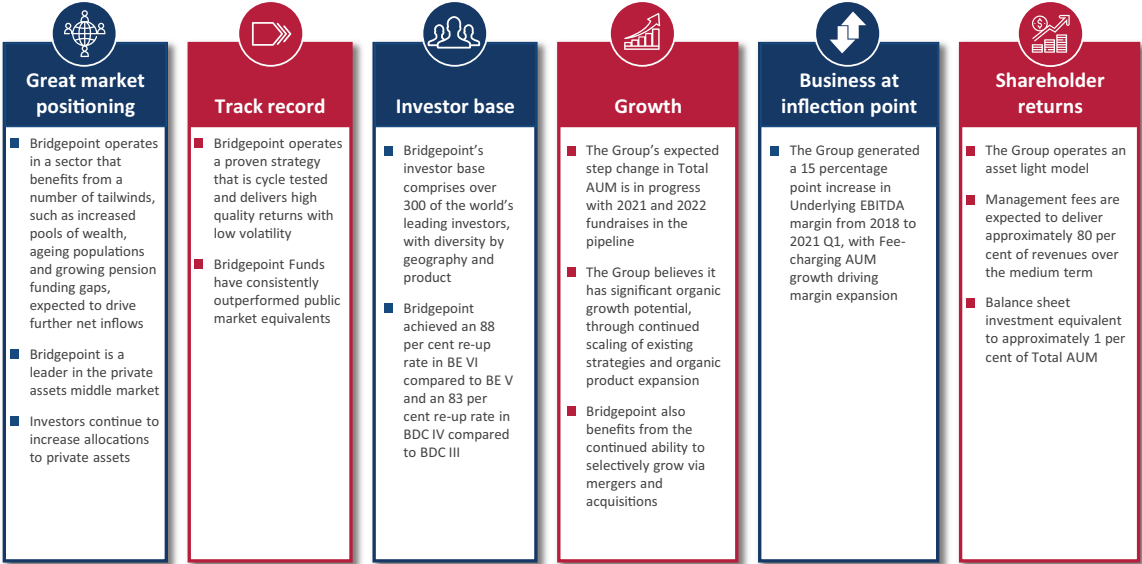 Great market
positioning
Bridgepoint operates
in a sector that
benefits from a
number of tailwinds,
such as increased
pools of wealth,
ageing populations
and growing pension
funding gaps,
expected to drive
further net inflows
Bridgepoint is a
leader in the private
assets middle market
Investors continue to
increase allocations
to private assets
Track record
Bridgepoint operates
a proven strategy
that is cycle tested
and delivers high
quality returns with
low volatility
Bridgepoint Funds
have consistently
outperformed public
market equivalents
Investor base
Bridgepoint's
investor base
comprises over
300 of the world's
leading investors,
with diversity by
geography and
product
Bridgepoint
achieved an 88
per cent re-up
rate in BE VI
compared to BE V
and an 83 per
cent re-up rate in
BDC IV compared
to BDC III
Growth
The Group's expected
step change in Total
AUM is in progress
with 2021 and 2022
fundraises in the
pipeline
The Group believes it
has significant organic
growth potential,
through continued
scaling of existing
strategies and organic
product expansion
Bridgepoint also
benefits from the
continued ability to
selectively grow via
mergers and
acquisitions
Business at
inflection point
The Group generated
a 15 percentage
point increase in
Underlying EBITDA
margin from 2018 to
2021 Q1, with Fee-
charging AUM
growth driving
margin expansion
Shareholder
returns
The Group operates an
asset light model
Management fees are
expected to deliver
approximately 80 per
cent of revenues over
the medium term
Balance sheet
investment equivalent
to approximately 1 per
cent of Total AUM